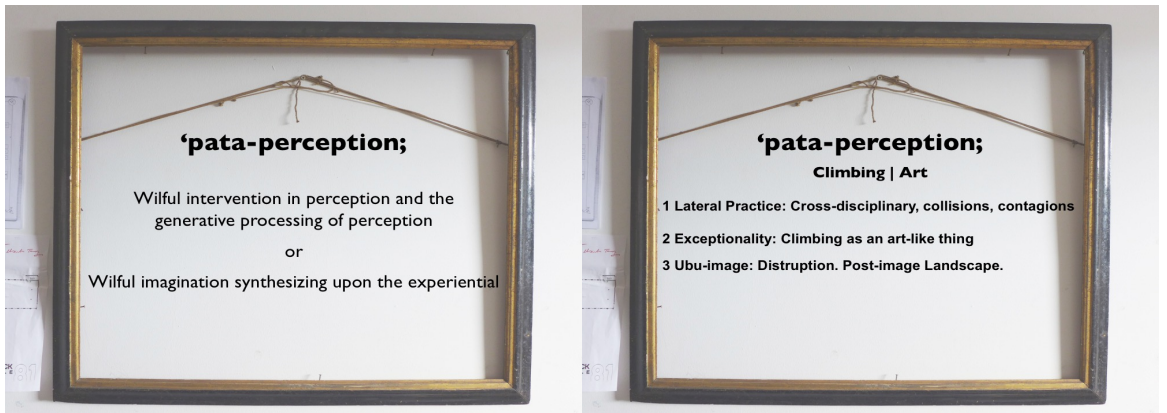 ‘pata-perception;
Wilful intervention in perception and the
generative processing of perception
or
Wilful imagination synthesizing upon the experiential
‘pata-perception;
Climbing | Art
1 Lateral Practice: Cross-disciplinary, collisions, contagions
2 Exceptionality: Climbing as an art-like thing
3 Ubu-image: Distruption. Post-image Landscape.